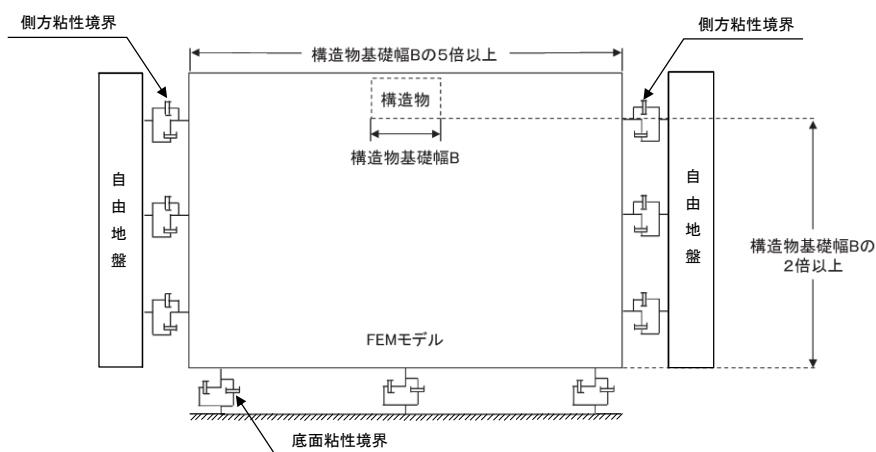 側方粘性境界
側方粘性境界
構造物基礎幅Bの5倍以上
構造物
構造物基礎幅B
自由地盤
自由地盤
構造物基礎幅Bの
2倍以上
FEMモデル
底面粘性境界